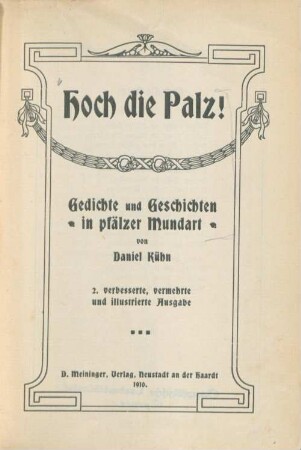 Hoch die Palz!
Gedichte und Geschichten
in pfälzer Mundart
von
Daniel Kühn
2. verbesserte, vermehrte
und illustrierte Ausgabe
D. Meininger, Verlag, Neustadt an der Haardt
1910.